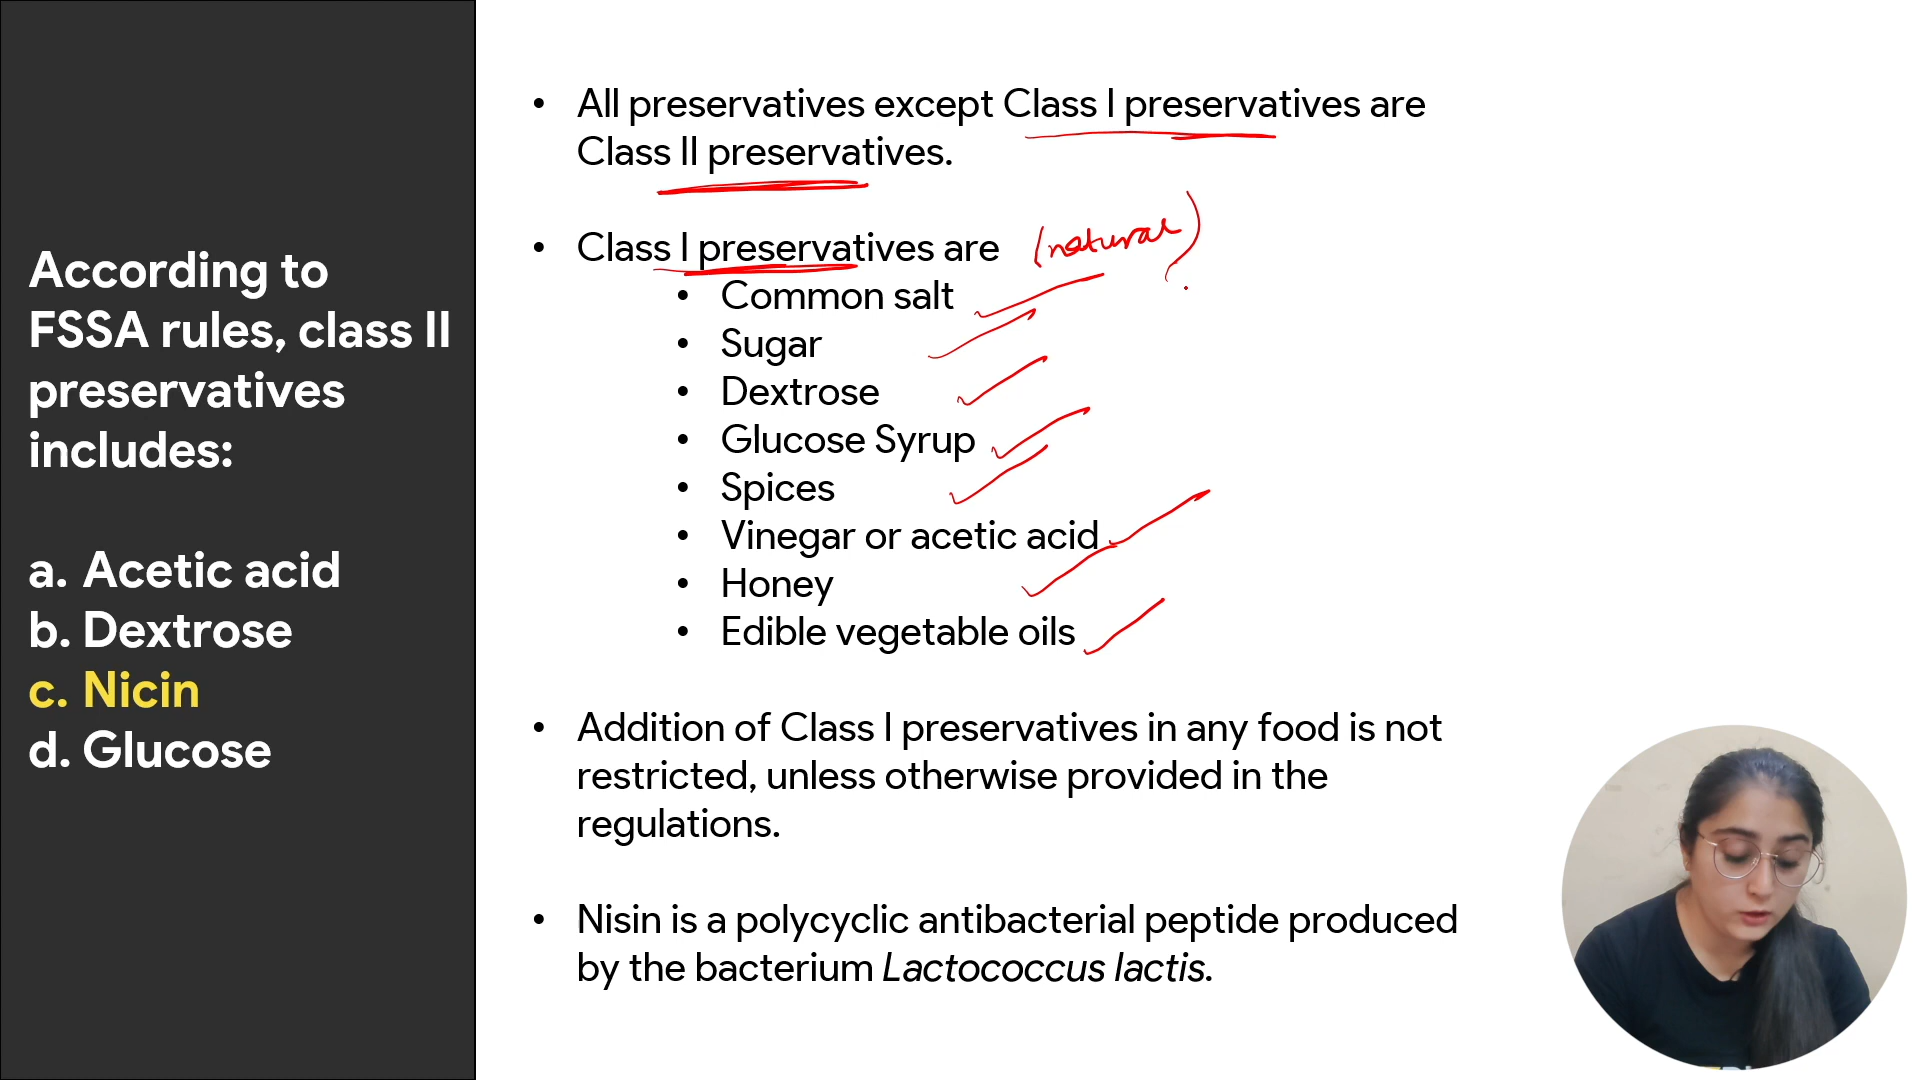 According to
FSSA rules, class II
preservatives
includes:
a. Acetic acid
b. Dextrose
c. Nicin
d. Glucose
• All preservatives except Class I preservatives are
Class II preservatives.
• Class I preservatives are (natural)
• Common salt
• Sugar
• Dextrose
• Glucose Syrup
• Spices
• Vinegar or acetic acid
• Honey
• Edible vegetable oils
• Addition of Class I preservatives in any food is not
restricted, unless otherwise provided in the
regulations.
• Nisin is a polycyclic antibacterial peptide produced
by the bacterium Lactococcus lactis.